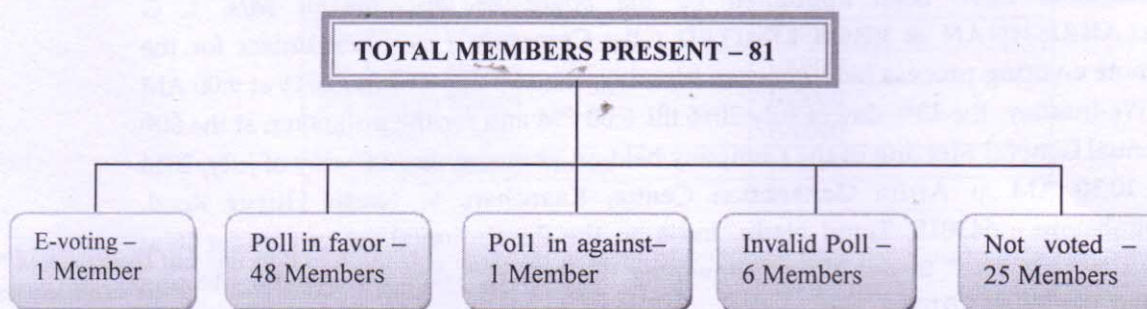 TOTAL MEMBERS PRESENT – 81
E-voting –
1 Member
Poll in favor –
48 Members
Poll in against–
1 Member
Invalid Poll –
6 Members
Not voted –
25 Members